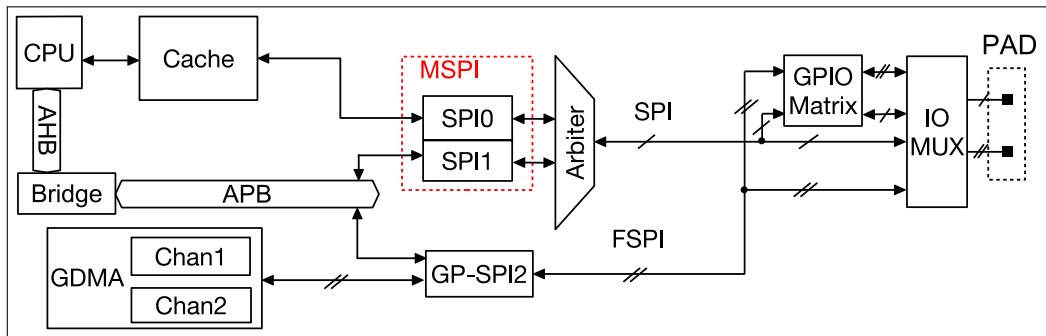 CPU
Cache
MSPI
SPI0
SPI1
Arbiter
SPI
GPIO
Matrix
IO
MUX
PAD
AHB
Bridge
APB
GDMA
Chan1
Chan2
GP-SPI2
FSPI